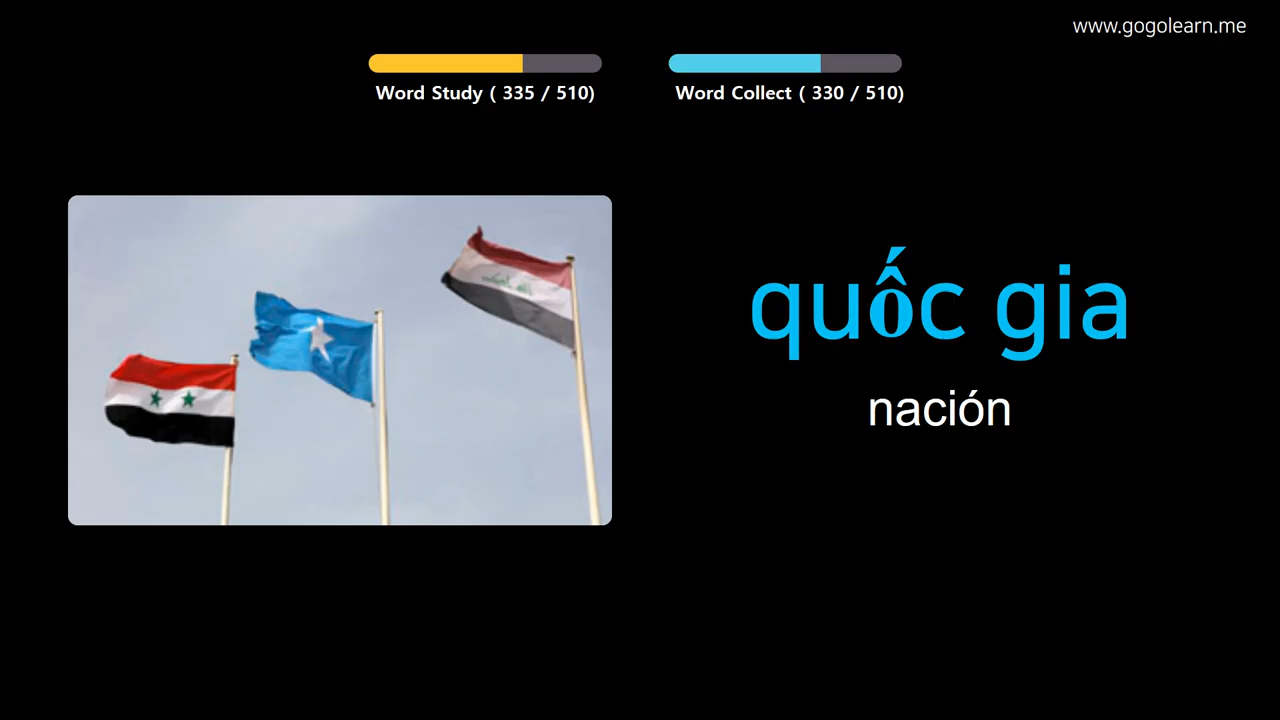 www.gogolearn.me
Word Study ( 335 / 510)
Word Collect ( 330 / 510)
quốc gia
nación